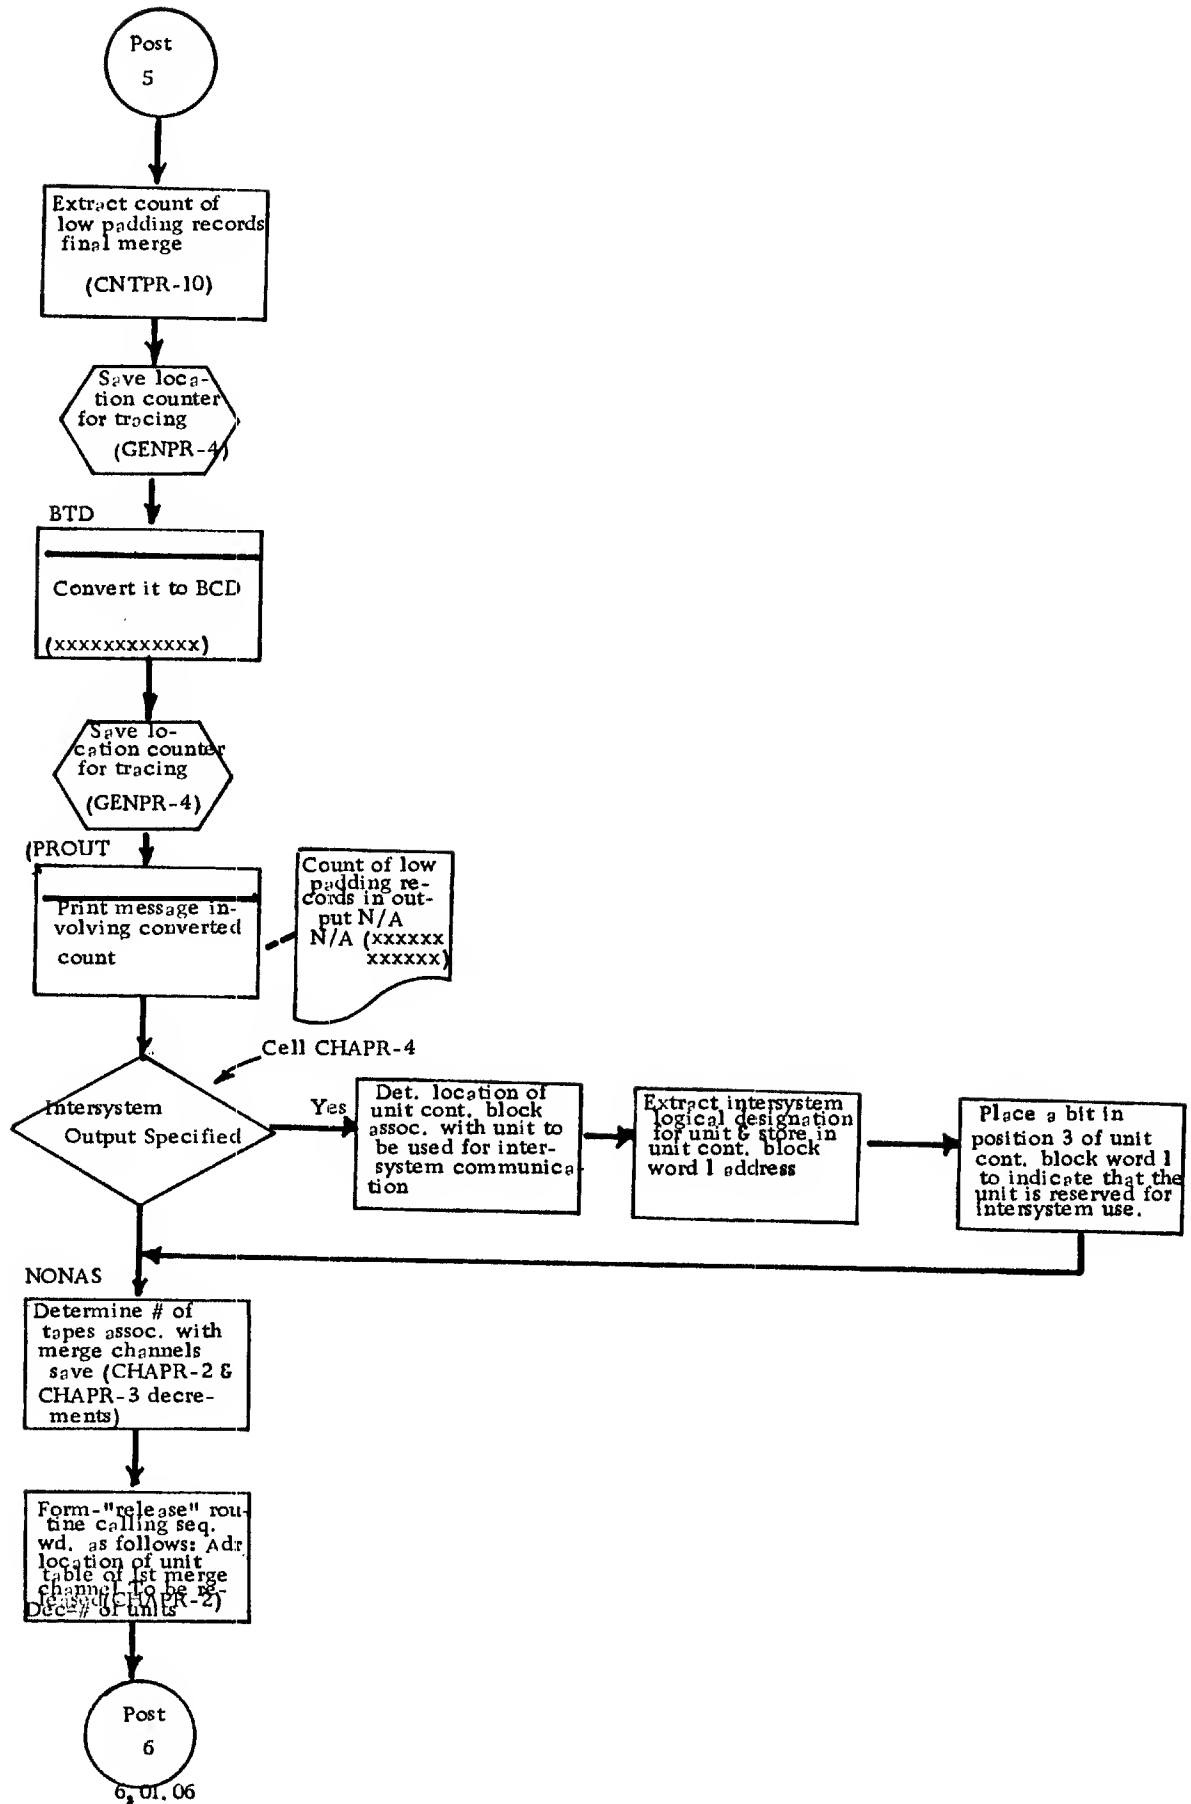 Post
5
Extract count of
low padding records
final merge
(CNTPR-10)
Save loca-
tion counter
for tracing
(GENPR-4)
BTD
Convert it to BCD
(xxxxxxxxxxxx)
Save lo-
cation counter
for tracing
(GENPR-4)
(PROUT
Print message in-
volving converted
count
Count of low
padding re-
cords in out-
put N/A
N/A (xxxxxx
xxxxxx)
Cell CHAPR-4
Intersystem
Output Specified
Yes
Det. location of
unit cont. block
assoc. with unit to
be used for inter-
system communica-
tion
Extract intersystem
logical designation
for unit & store in
unit cont. block
word 1 address
Place a bit in
position 3 of unit
cont. block word 1
to indicate that the
unit is reserved for
intersystem use.
NONAS
Determine # of
tapes assoc. with
merge channels
save (CHAPR-2 &
CHAPR-3 decre-
ments)
Form-"release" rou-
tine calling seq.
wd. as follows: Adr
location of unit
table of 1st merge
channel To be re-
leased(CHAPR-2)
Dec=# of units
Post
6
6, 01. 06